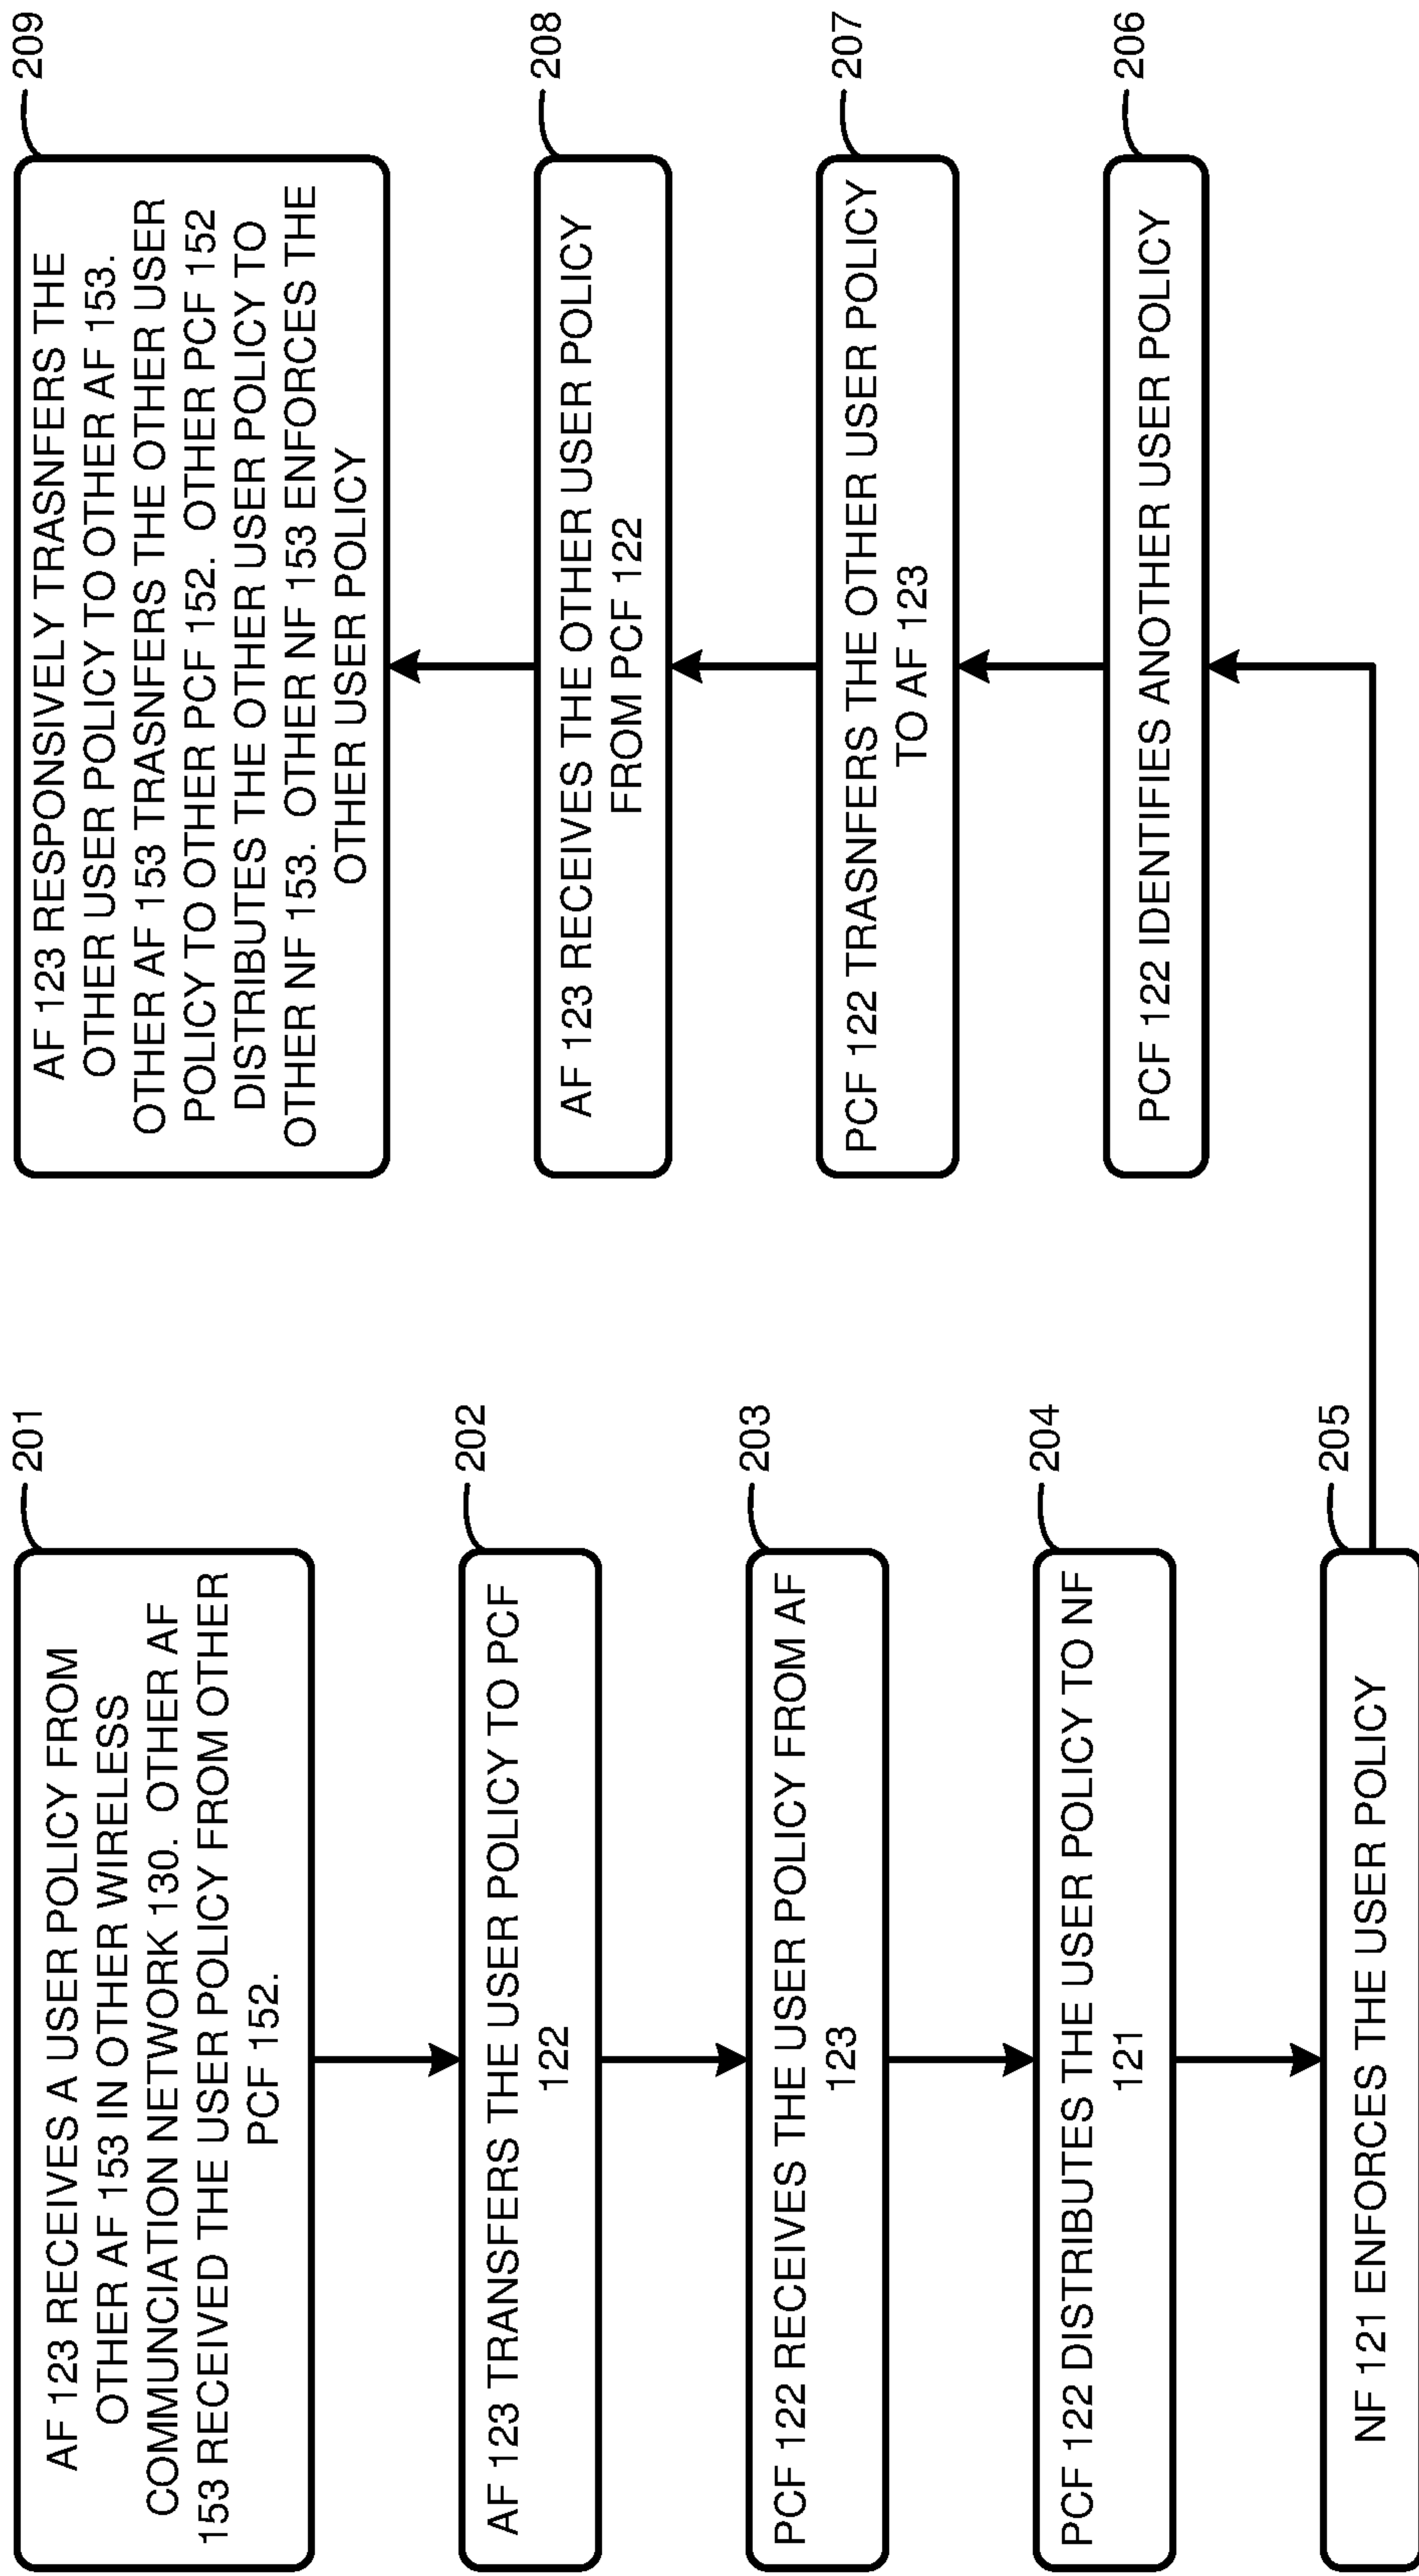 AF 123 RECEIVES A USER POLICY FROM
OTHER AF 153 IN OTHER WIRELESS
COMMUNCIATION NETWORK 130. OTHER AF
153 RECEIVED THE USER POLICY FROM OTHER
PCF 152.
201
AF 123 TRANSFERS THE USER POLICY TO PCF
122
202
PCF 122 RECEIVES THE USER POLICY FROM AF
123
203
PCF 122 DISTRIBUTES THE USER POLICY TO NF
121
204
NF 121 ENFORCES THE USER POLICY
205
PCF 122 IDENTIFIES ANOTHER USER POLICY
206
PCF 122 TRASNFERS THE OTHER USER POLICY
TO AF 123
207
AF 123 RECEIVES THE OTHER USER POLICY
FROM PCF 122
208
AF 123 RESPONSIVELY TRASNFERS THE
OTHER USER POLICY TO OTHER AF 153.
OTHER AF 153 TRASNFERS THE OTHER USER
POLICY TO OTHER PCF 152. OTHER PCF 152
DISTRIBUTES THE OTHER USER POLICY TO
OTHER NF 153. OTHER NF 153 ENFORCES THE
OTHER USER POLICY
209